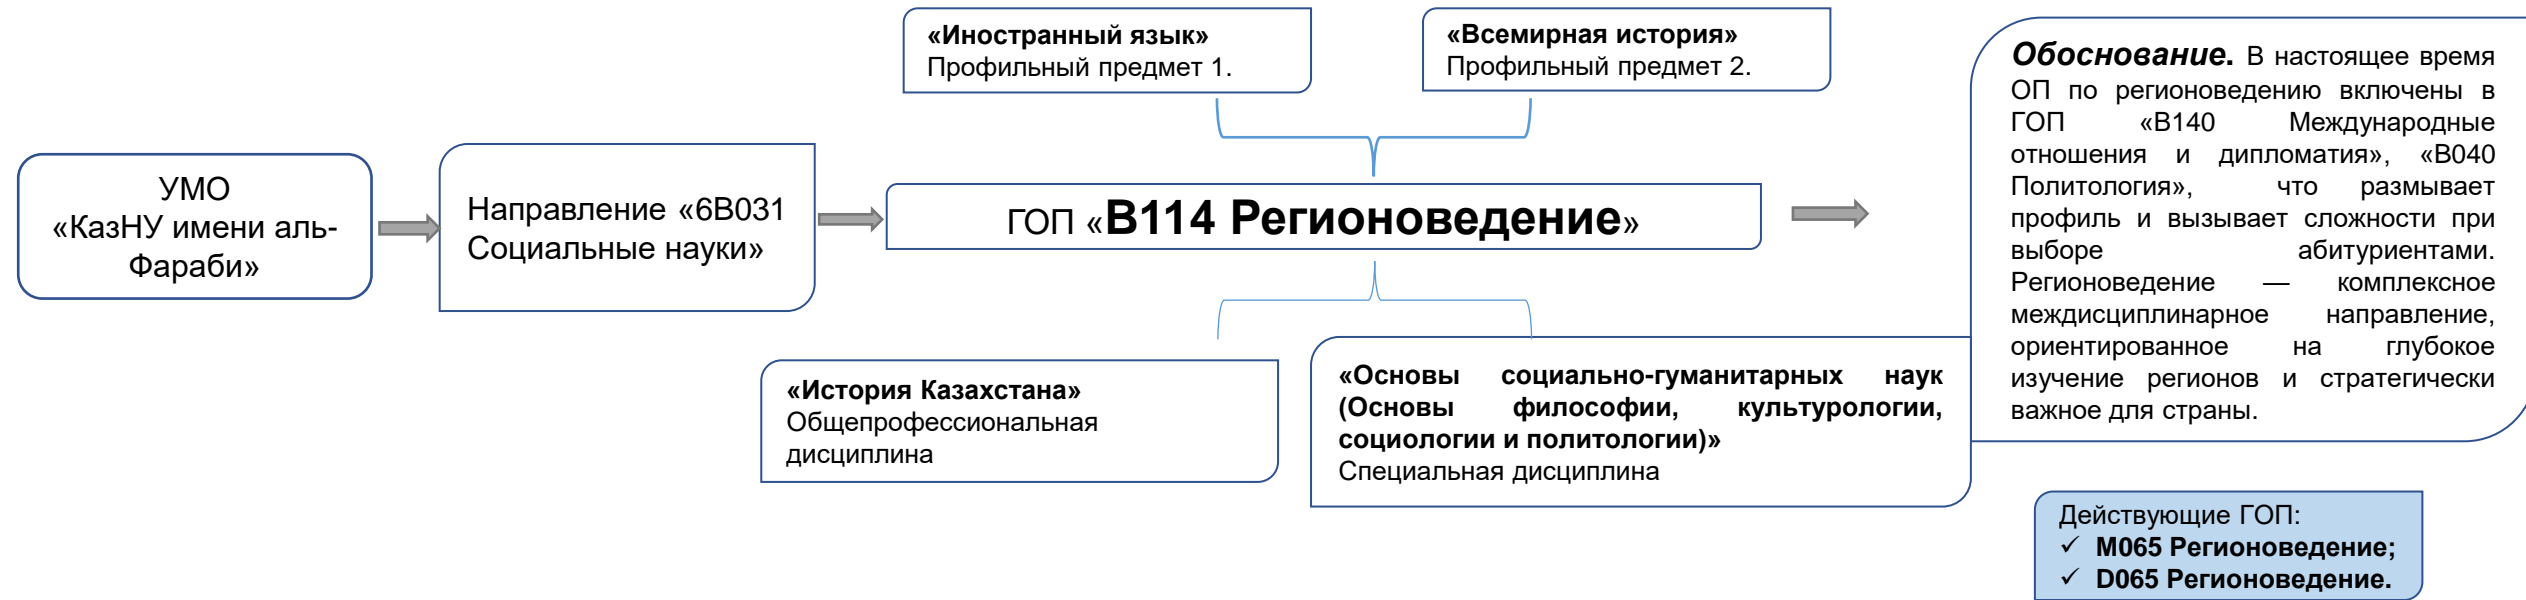 «Иностранный язык»
Профильный предмет 1.
«Всемирная история»
Профильный предмет 2.
УМО
«КазНУ имени аль-
Фараби»
Направление «6В031
Социальные науки»
ГОП «В114 Регионоведение»
«История Казахстана»
Общепрофессиональная
дисциплина
«Основы социально-гуманитарных наук
(Основы философии, культурологии,
социологии и политологии)»
Специальная дисциплина
Обоснование. В настоящее время
ОП по регионоведению включены в
ГОП «В140 Международные
отношения и дипломатия», «В040
Политология», что размывает
профиль и вызывает сложности при
выборе абитуриентами.
Регионоведение — комплексное
междисциплинарное направление,
ориентированное на глубокое
изучение регионов и стратегически
важное для страны.
Действующие ГОП:
✓ М065 Регионоведение;
✓ D065 Регионоведение.